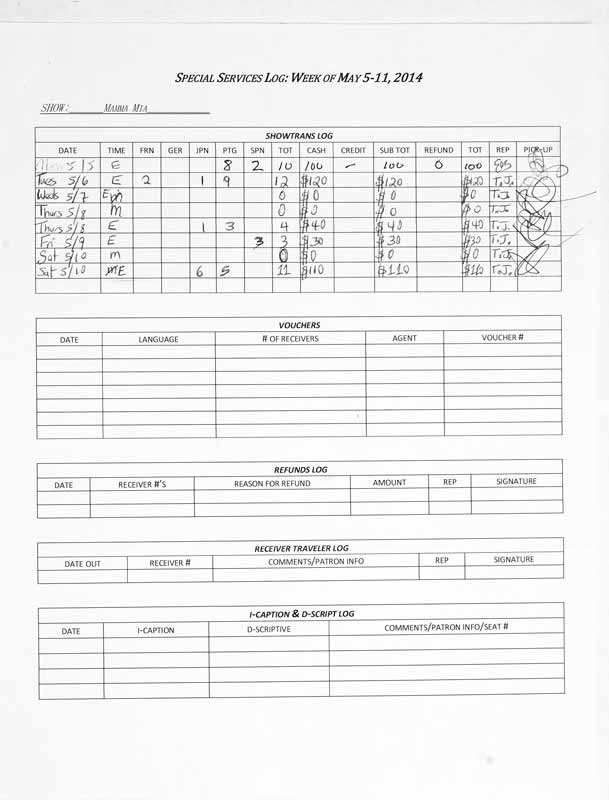 SPECIAL SERVICES LOG: WEEK OF MAY 5-11, 2014
SHOW: MAMMA MIA
SHOWTRANS LOG
DATE TIME FRN GER JPN PTG SPN TOT CASH CREDIT SUB TOT REFUND TOT REP PICK-UP
5/5 E 8 2 10 100 – 100 0 100
Tues 5/6 E 2 1 9 12 $120 $120 $120 T.J.
Weds 5/7 E 0 $0 $0 $0 T.J.
Thurs 5/8 m 0 $0 $0 $0 T.J.
Thurs 5/8 E 1 3 4 $40 $40 $40 T.J.
Fri 5/9 E 3 3 $30 $30 $30 T.J.
Sat 5/10 m 0 $0 $0 $0 T.J.
Sat 5/10 E 6 5 11 $110 $110 $110 T.J.
VOUCHERS
DATE LANGUAGE # OF RECEIVERS AGENT VOUCHER #
REFUNDS LOG
DATE RECEIVER #'S REASON FOR REFUND AMOUNT REP SIGNATURE
RECEIVER TRAVELER LOG
DATE OUT RECEIVER # COMMENTS/PATRON INFO REP SIGNATURE
I-CAPTION & D-SCRIPT LOG
DATE I-CAPTION D-SCRIPTIVE COMMENTS/PATRON INFO/SEAT #